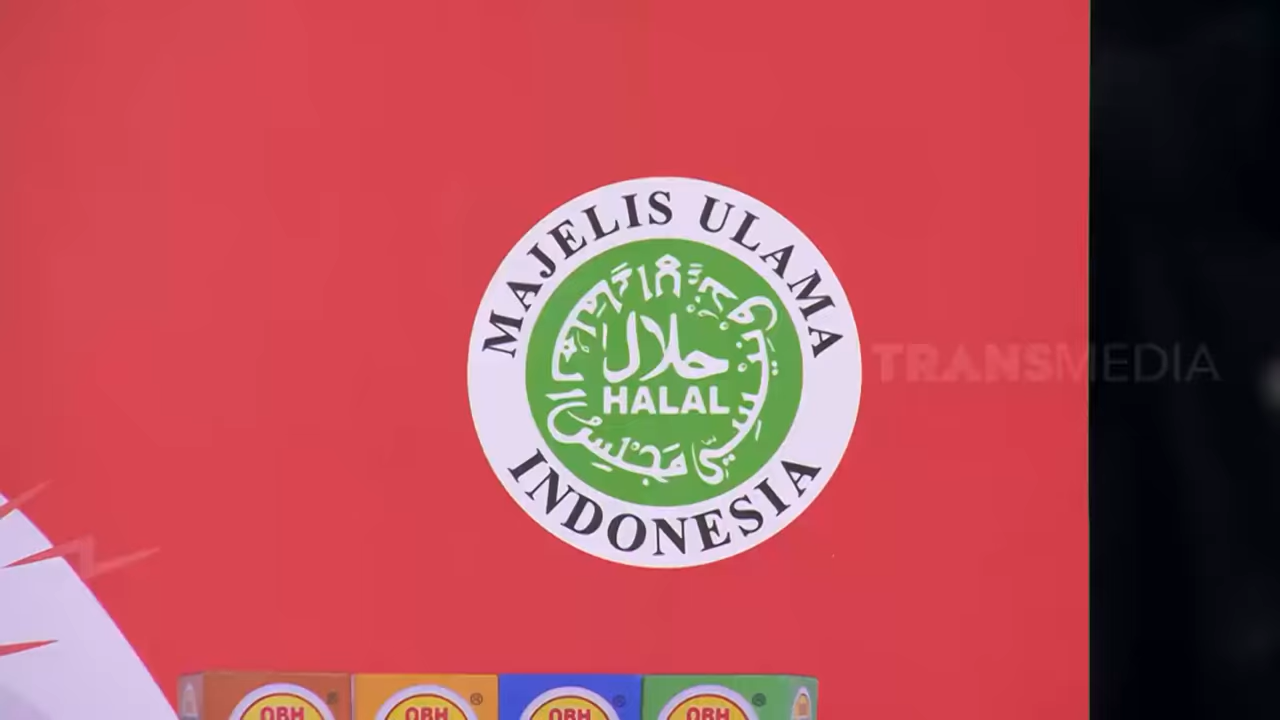 MAJELIS ULAMA
حلال
HALAL
INDONESIA
TRANSMEDIA
OBH OBH OBH OBH